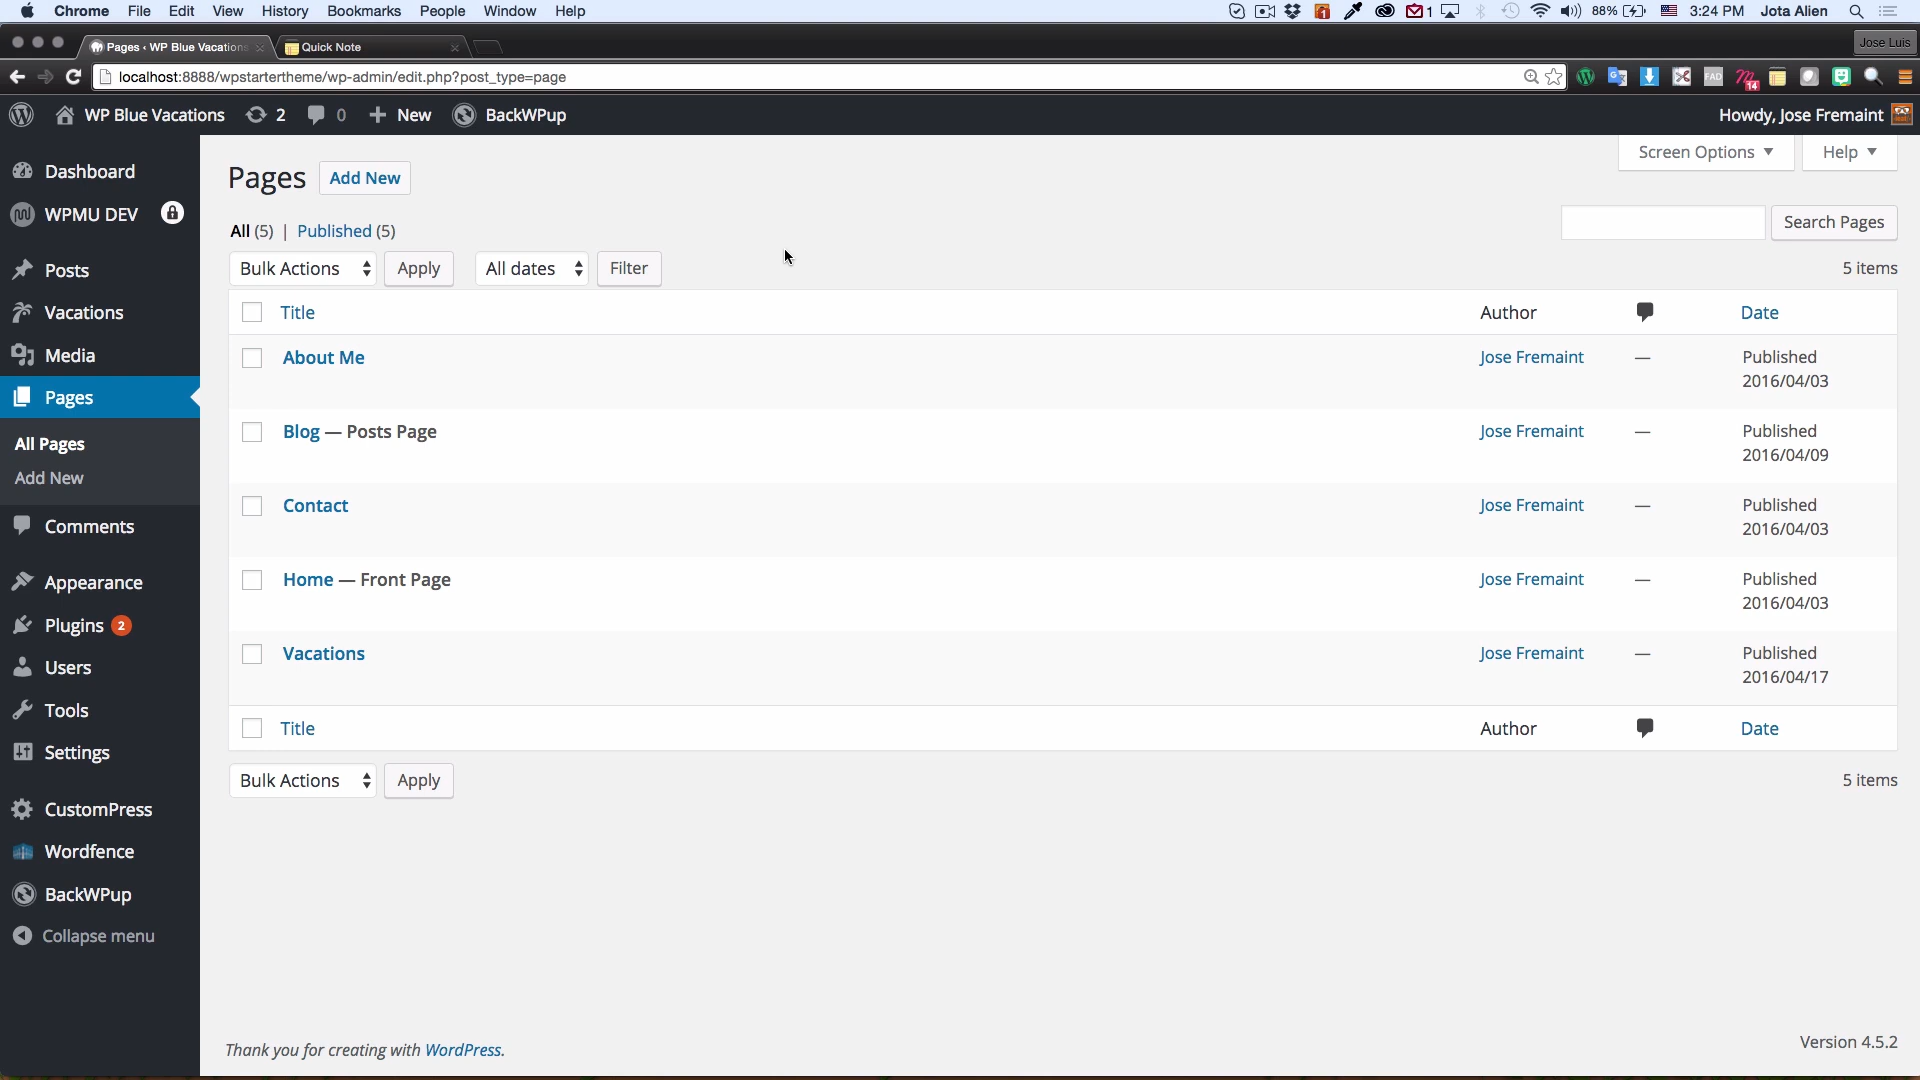 Chrome File Edit View History Bookmarks People Window Help 1 1 88% 3:24 PM Jota Alien
Pages ‹ WP Blue Vacations Quick Note Jose Luis
localhost:8888/wpstartertheme/wp-admin/edit.php?post_type=page FAD 14
WP Blue Vacations 2 0 New BackWPup Howdy, Jose Fremaint
Screen Options Help
Dashboard
WPMU DEV
Posts
Vacations
Media
Pages
All Pages
Add New
Comments
Appearance
Plugins 2
Users
Tools
Settings
CustomPress
Wordfence
BackWPup
Collapse menu
Pages Add New
All (5) | Published (5) Search Pages
Bulk Actions Apply All dates Filter 5 items
Title Author Date
About Me Jose Fremaint — Published
2016/04/03
Blog — Posts Page Jose Fremaint — Published
2016/04/09
Contact Jose Fremaint — Published
2016/04/03
Home — Front Page Jose Fremaint — Published
2016/04/03
Vacations Jose Fremaint — Published
2016/04/17
Title Author Date
Bulk Actions Apply 5 items
Thank you for creating with WordPress. Version 4.5.2